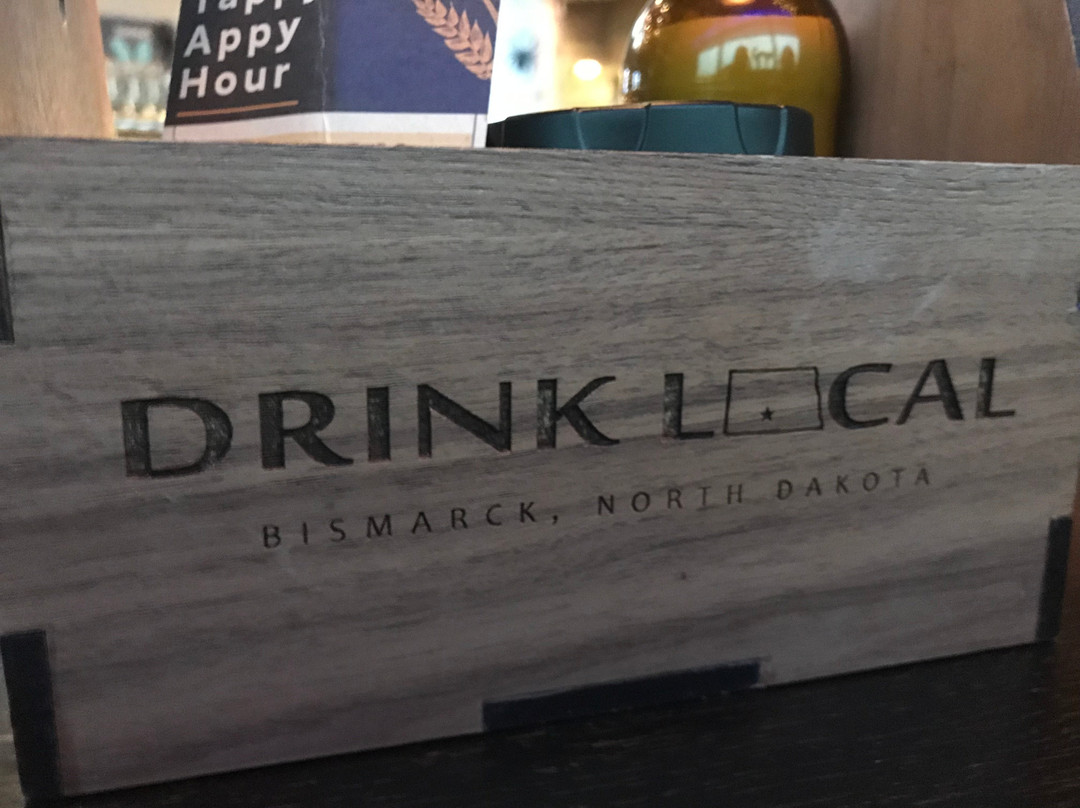 Appy
Hour
DRINK LOCAL
BISMARCK, NORTH DAKOTA